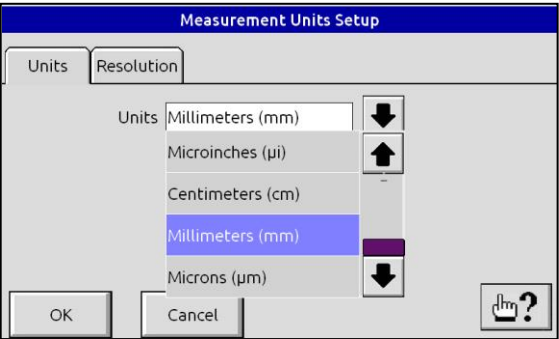 Measurement Units Setup
Units
Resolution
Units Millimeters (mm)
Microinches (μi)
Centimeters (cm)
Millimeters (mm)
Microns (μm)
OK
Cancel
?